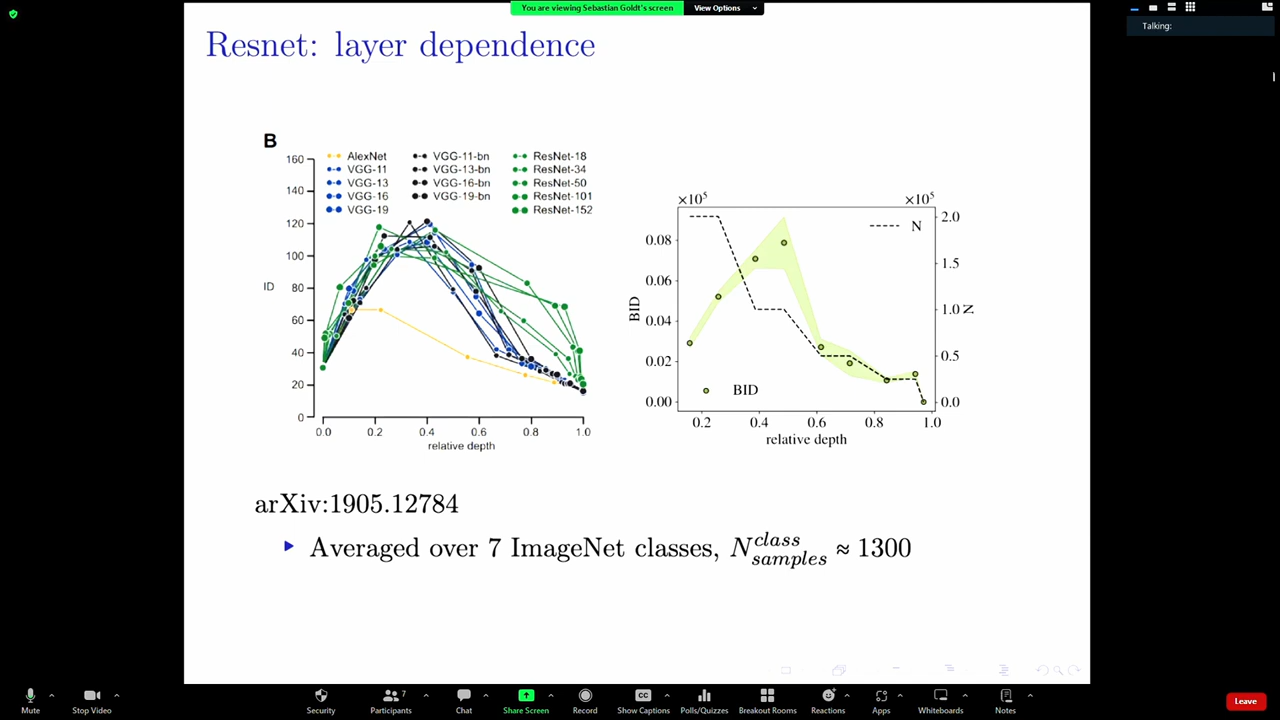 You are viewing Sebastian Goldt's screen View Options
Talking:
Resnet: layer dependence
B
AlexNet VGG-11-bn ResNet-18
VGG-11 VGG-13-bn ResNet-34
VGG-13 VGG-16-bn ResNet-50
VGG-16 VGG-19-bn ResNet-101
VGG-19 ResNet-152
160
140
120
100
80
60
40
20
0
ID
0.0 0.2 0.4 0.6 0.8 1.0
relative depth
×10⁵ ×10⁵
N
BID
0.08
0.06
0.04
0.02
0.00
BID
2.0
1.5
1.0
0.5
0.0
N
0.2 0.4 0.6 0.8 1.0
relative depth
arXiv:1905.12784
▶ Averaged over 7 ImageNet classes, N^{class}_{samples} ≈ 1300
7
CC
Mute Stop Video Security Participants Chat Share Screen Record Show Captions Polls/Quizzes Breakout Rooms Reactions Apps Whiteboards Notes Leave